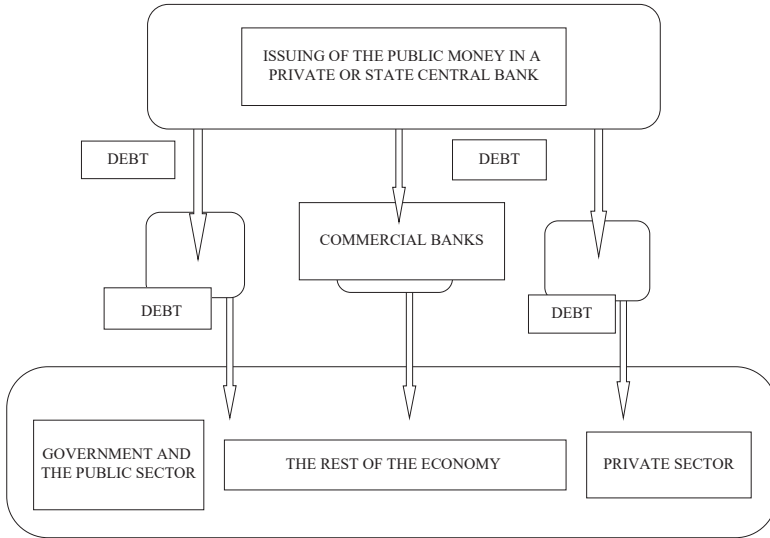 ISSUING OF THE PUBLIC MONEY IN A
PRIVATE OR STATE CENTRAL BANK
DEBT
DEBT
COMMERCIAL BANKS
DEBT
DEBT
GOVERNMENT AND
THE PUBLIC SECTOR
THE REST OF THE ECONOMY
PRIVATE SECTOR